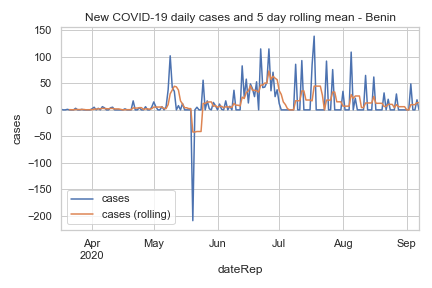 New COVID-19 daily cases and 5 day rolling mean - Benin
150
100
50
0
−50
−100
−150
−200
cases
cases
cases (rolling)
Apr
2020
May
Jun
Jul
Aug
Sep
dateRep